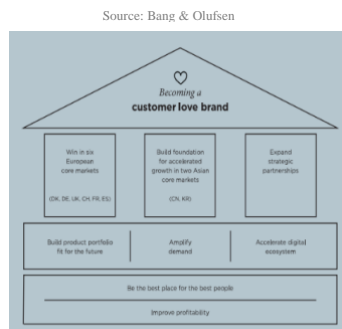 Source: Bang & Olufsen
Becoming a
customer love brand
Win in six
European
core markets
(DK, DE, UK, CH, FR, ES)
Build foundation
for accelerated
growth in two Asian
core markets
(CN, KR)
Expand
strategic
partnerships
Build product portfolio
fit for the future
Amplify
demand
Accelerate digital
ecosystem
Be the best place for the best people
Improve profitability